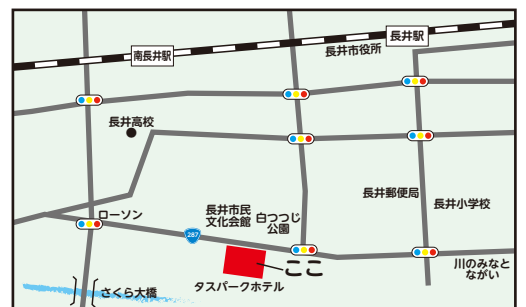 長井駅
長井市役所
南長井駅
長井高校
長井郵便局
長井小学校
ローソン
長井市民
文化会館
白つつじ
公園
287
ここ
タスパークホテル
川のみなと
ながい
さくら大橋